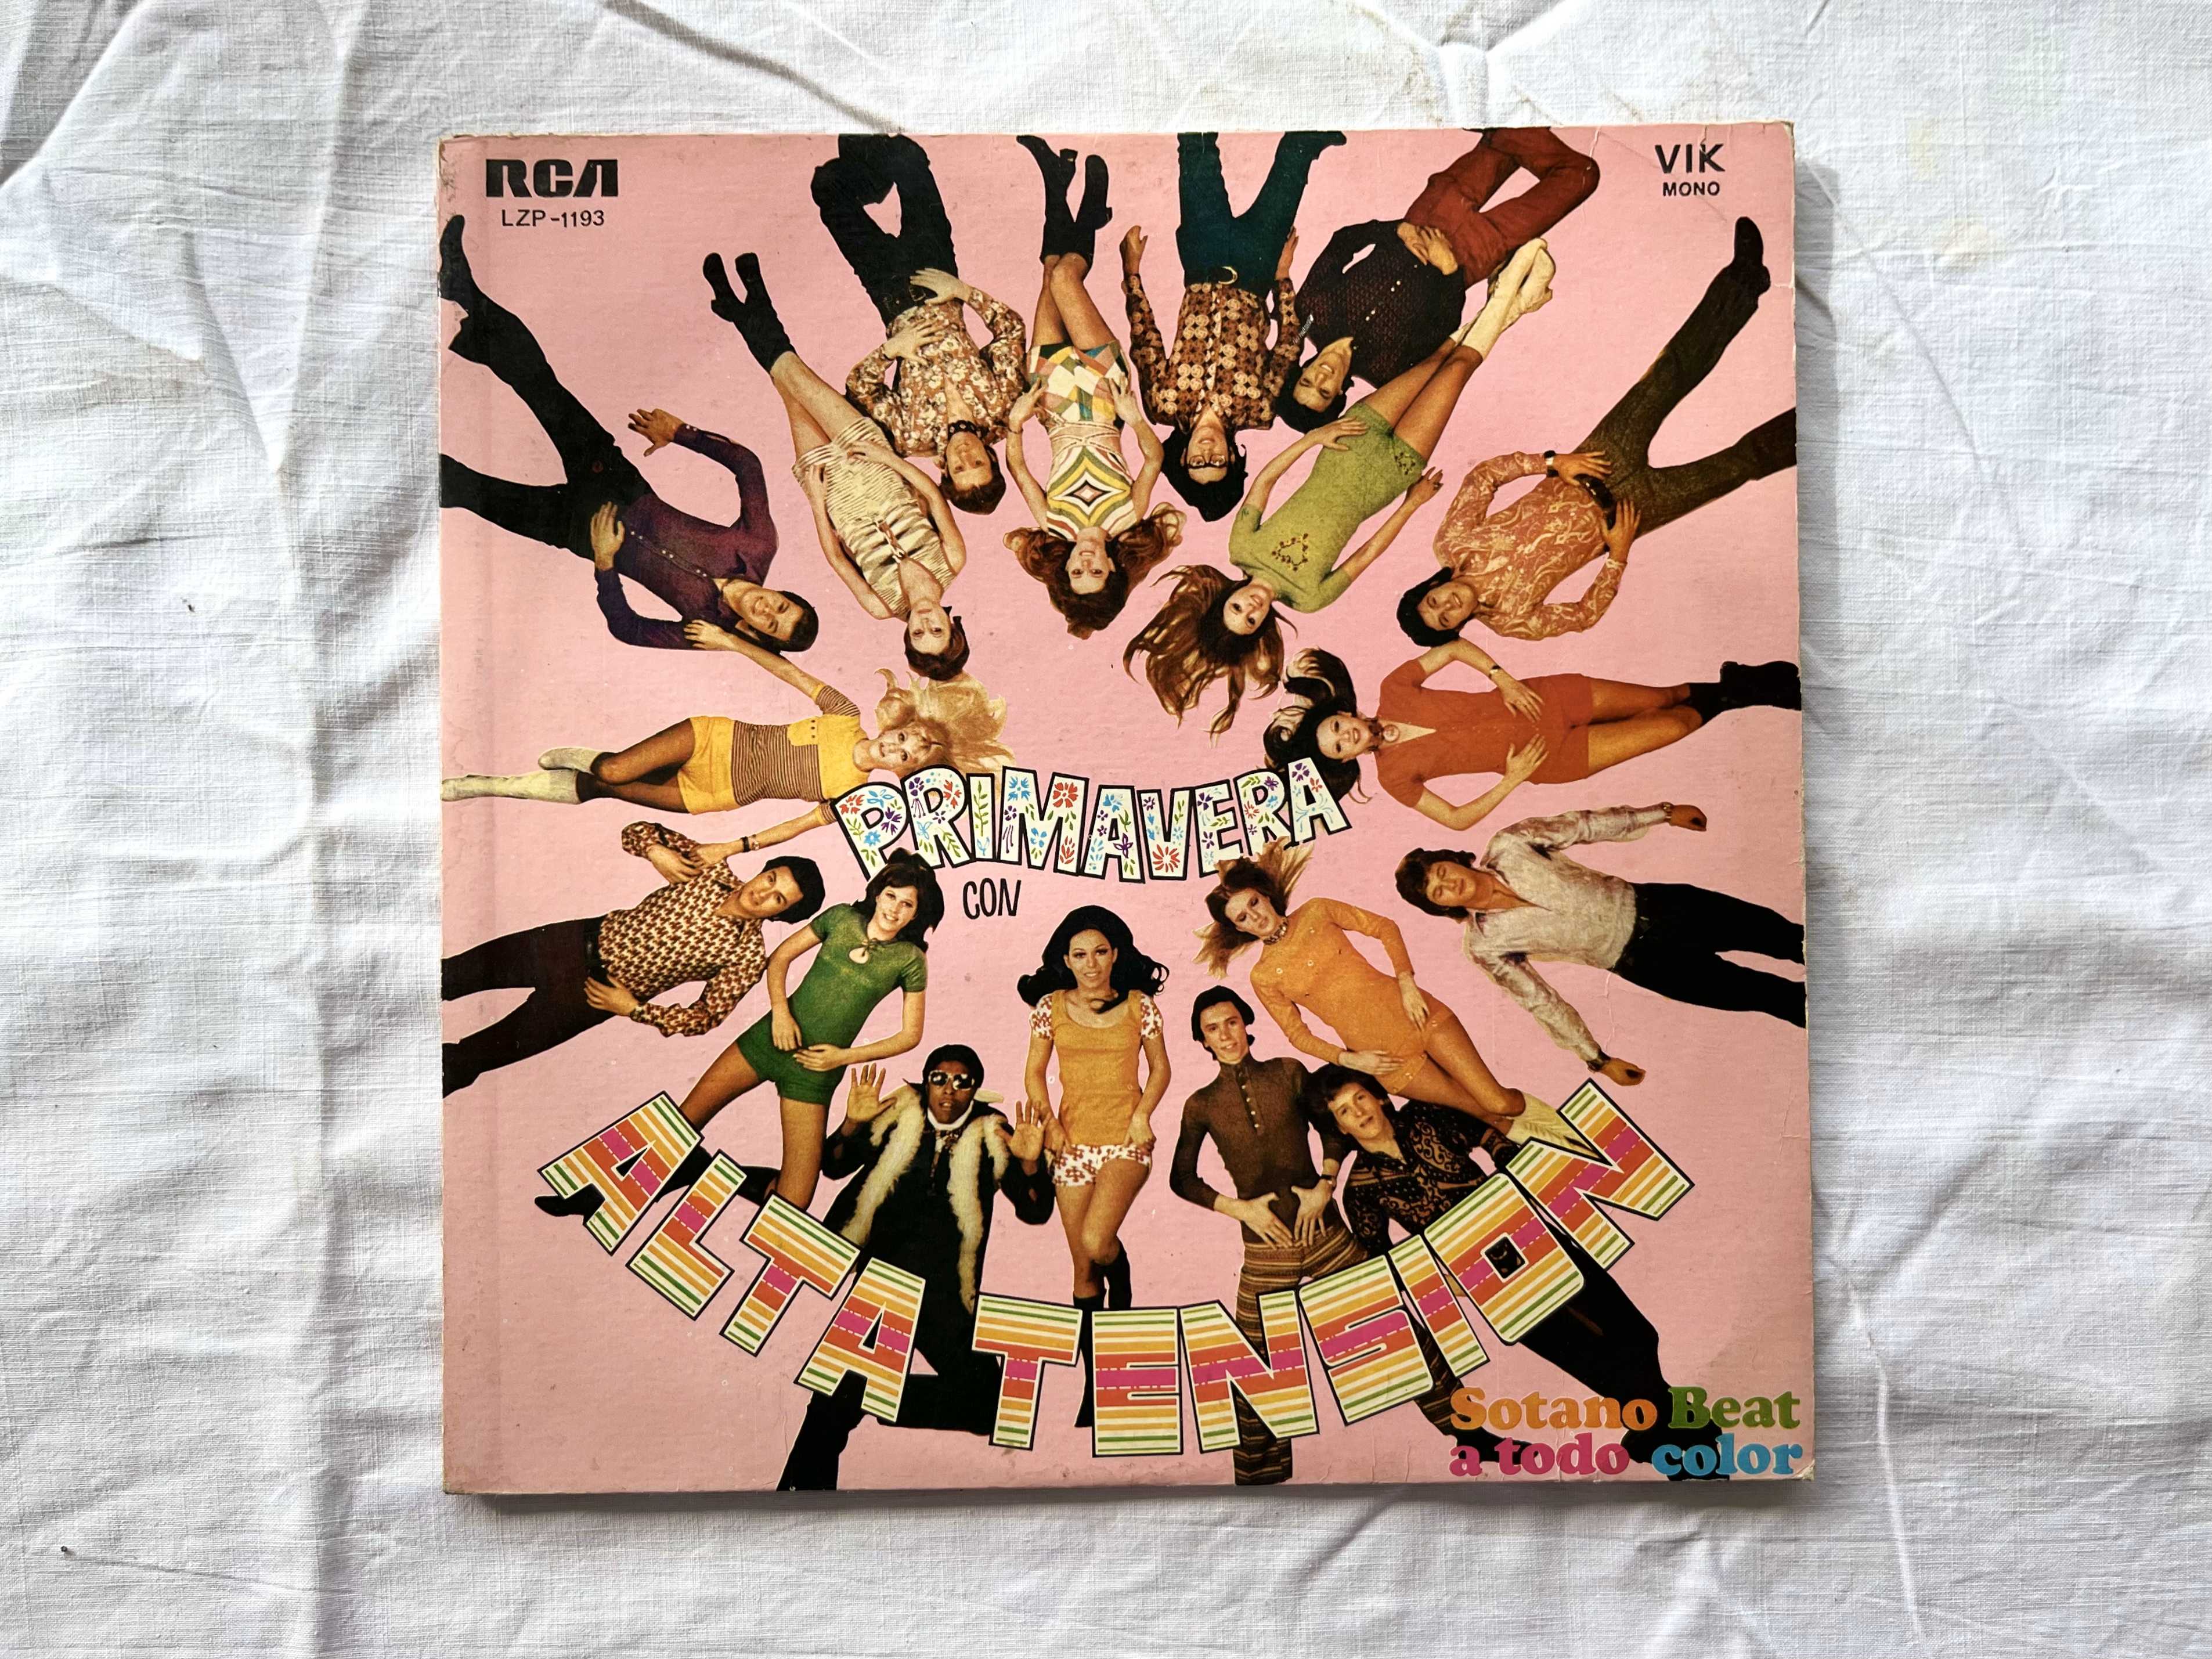 RCA
LZP-1193
VIK
MONO
PRIMAVERA
CON
ALTA TENSION
Sotano Beat
a todo color